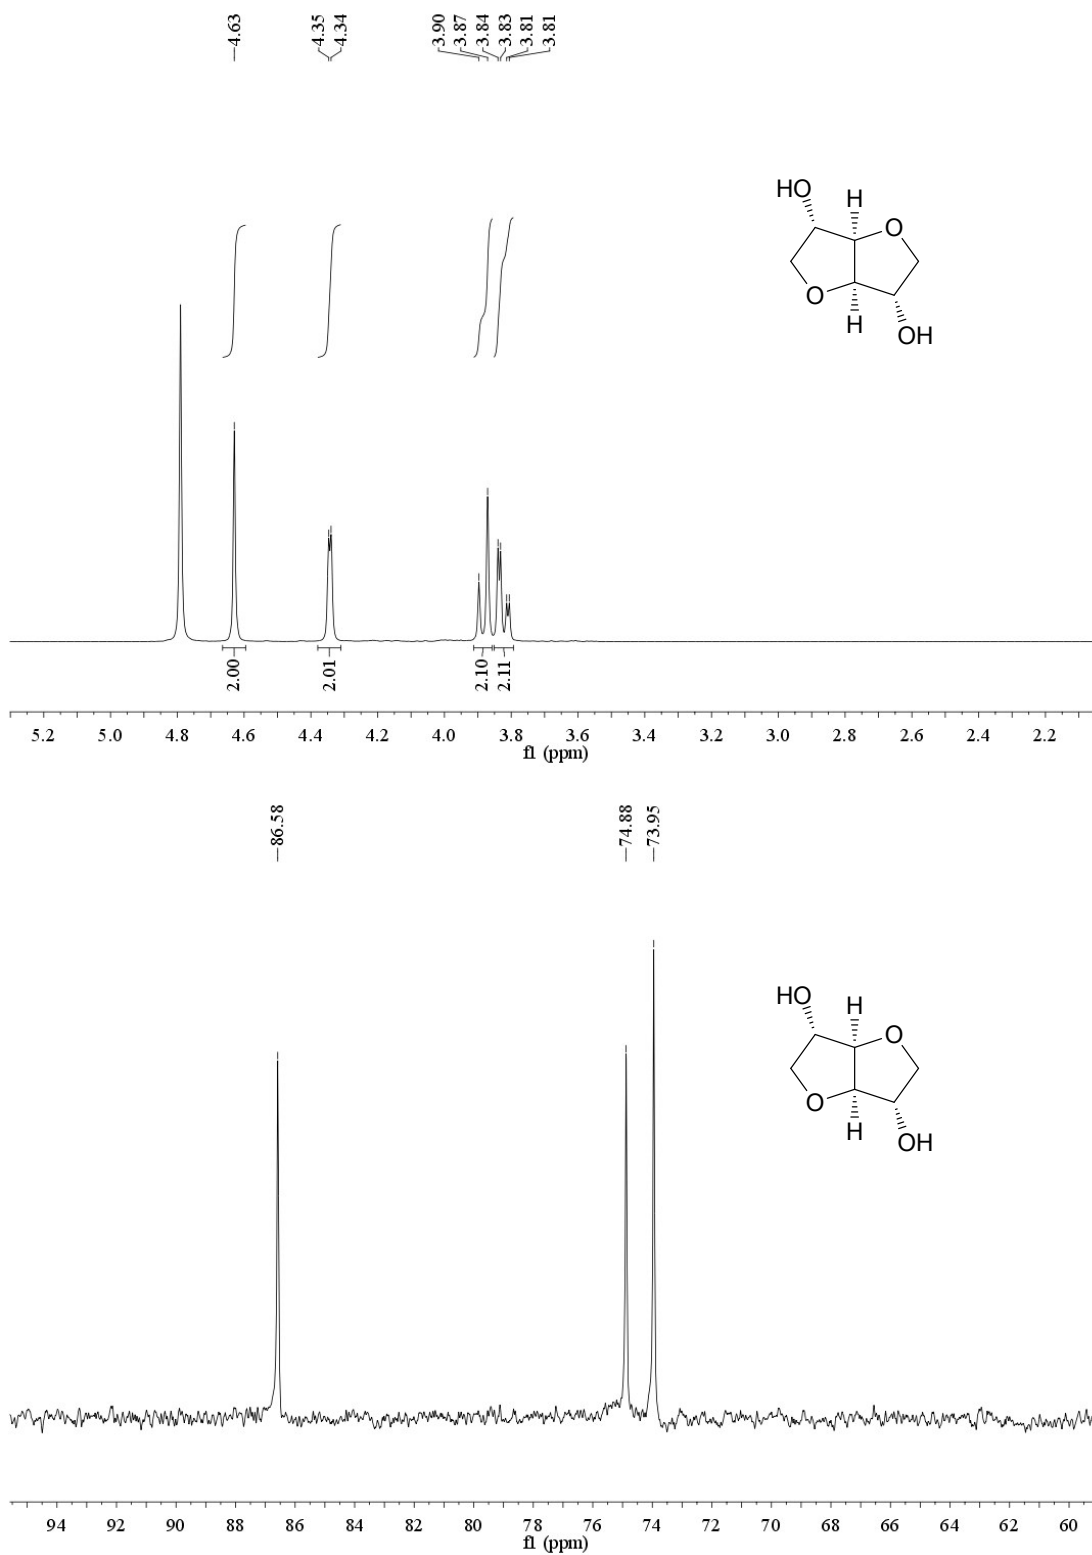 4.63
4.35
4.34
3.90
3.87
3.84
3.83
3.81
3.81
HO
H
O
O
H
OH
2.00
2.01
2.10
2.11
5.2 5.0 4.8 4.6 4.4 4.2 4.0 3.8 3.6 3.4 3.2 3.0 2.8 2.6 2.4 2.2
f1 (ppm)
86.58
74.88
73.95
HO
H
O
O
H
OH
94 92 90 88 86 84 82 80 78 76 74 72 70 68 66 64 62 60
f1 (ppm)